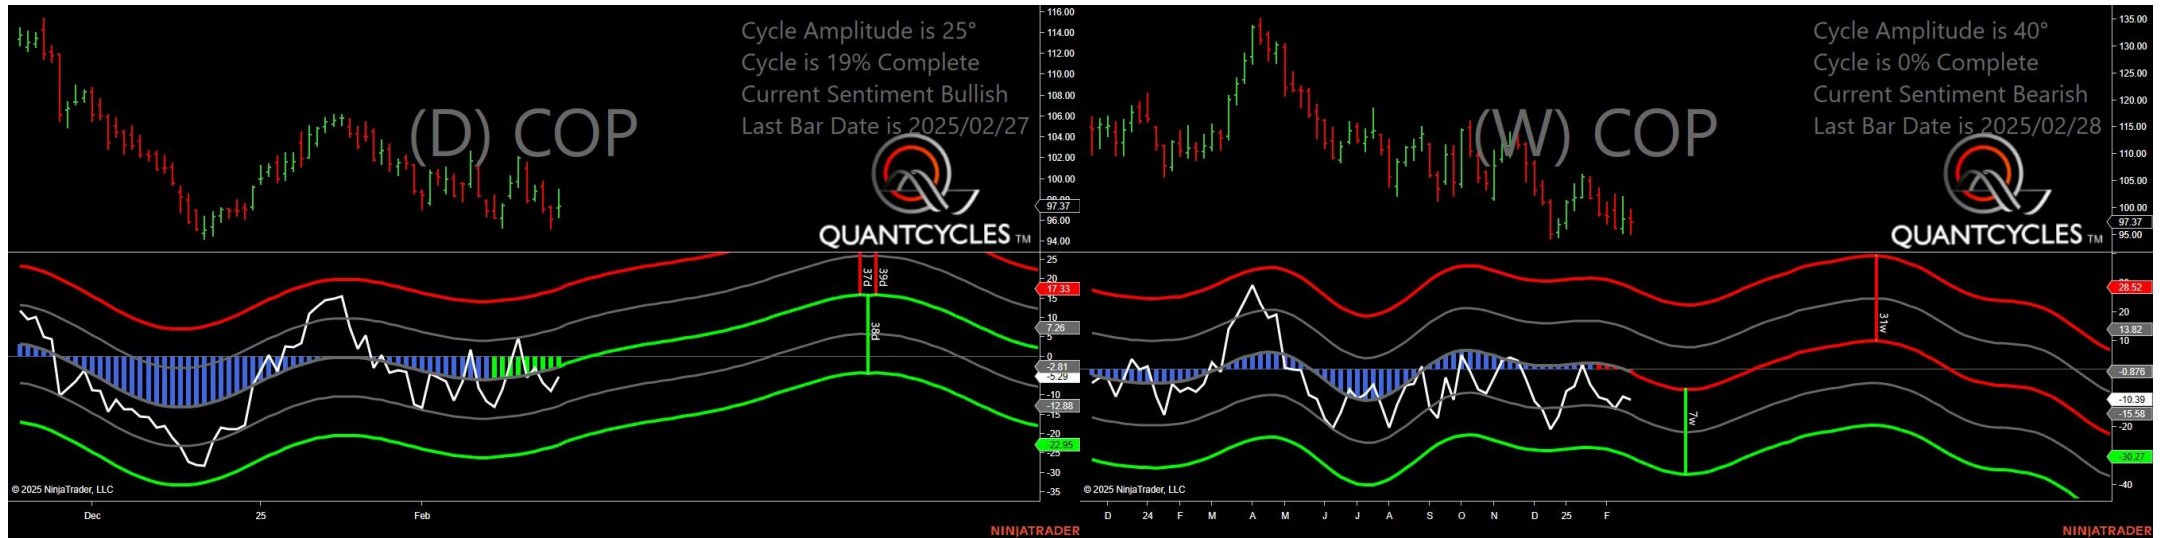 Cycle Amplitude is 25°
Cycle is 19% Complete
Current Sentiment Bullish
Last Bar Date is 2025/02/27
(D) COP
QUANTCYCLES TM
116.00
114.00
112.00
110.00
108.00
106.00
104.00
102.00
100.00
97.37
96.00
94.00
37d
39d
38d
25
20
17.33
15
10
7.26
5
0
-2.81
-5.29
-10
-12.88
-15
-20
-22.95
-25
-30
-35
© 2025 NinjaTrader, LLC
Dec
25
Feb
NINJATRADER
Cycle Amplitude is 40°
Cycle is 0% Complete
Current Sentiment Bearish
Last Bar Date is 2025/02/28
(W) COP
QUANTCYCLES TM
135.00
130.00
125.00
120.00
115.00
110.00
105.00
100.00
97.37
95.00
31w
7w
28.52
20
13.82
10
-0.876
-10.39
-15.58
-20
-30.27
-40
© 2025 NinjaTrader, LLC
D 24 F M A M J J A S O N D 25 F
NINJATRADER